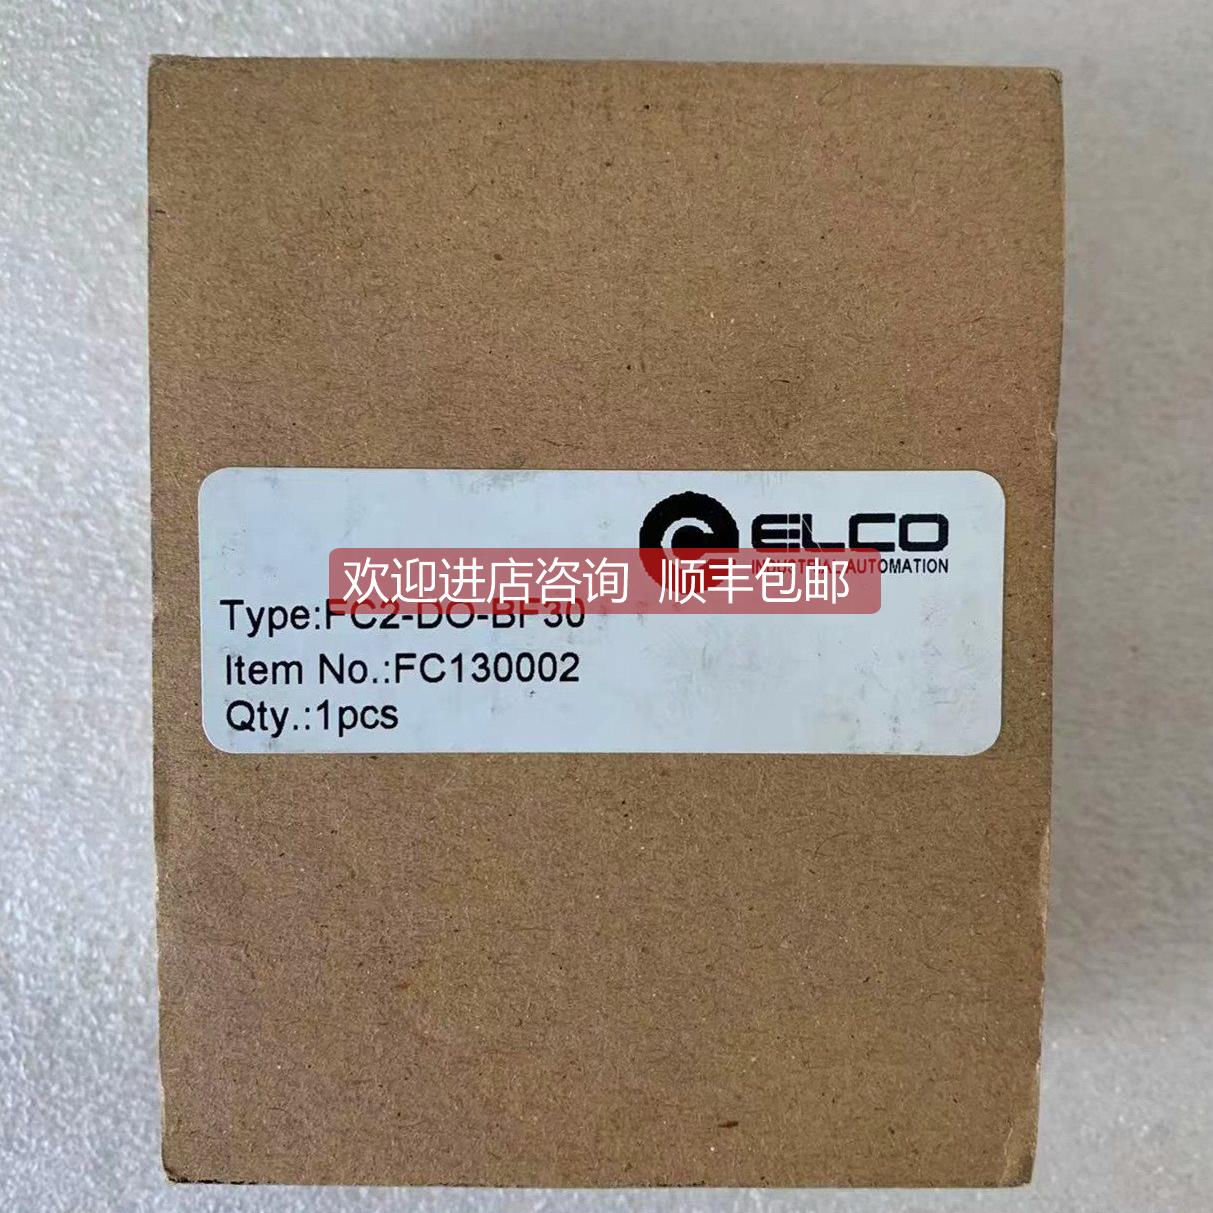 ELCO
INDUSTRIAL AUTOMATION
欢迎进店咨询 顺丰包邮
Type:FC2-DO-BF30
Item No.:FC130002
Qty.:1pcs